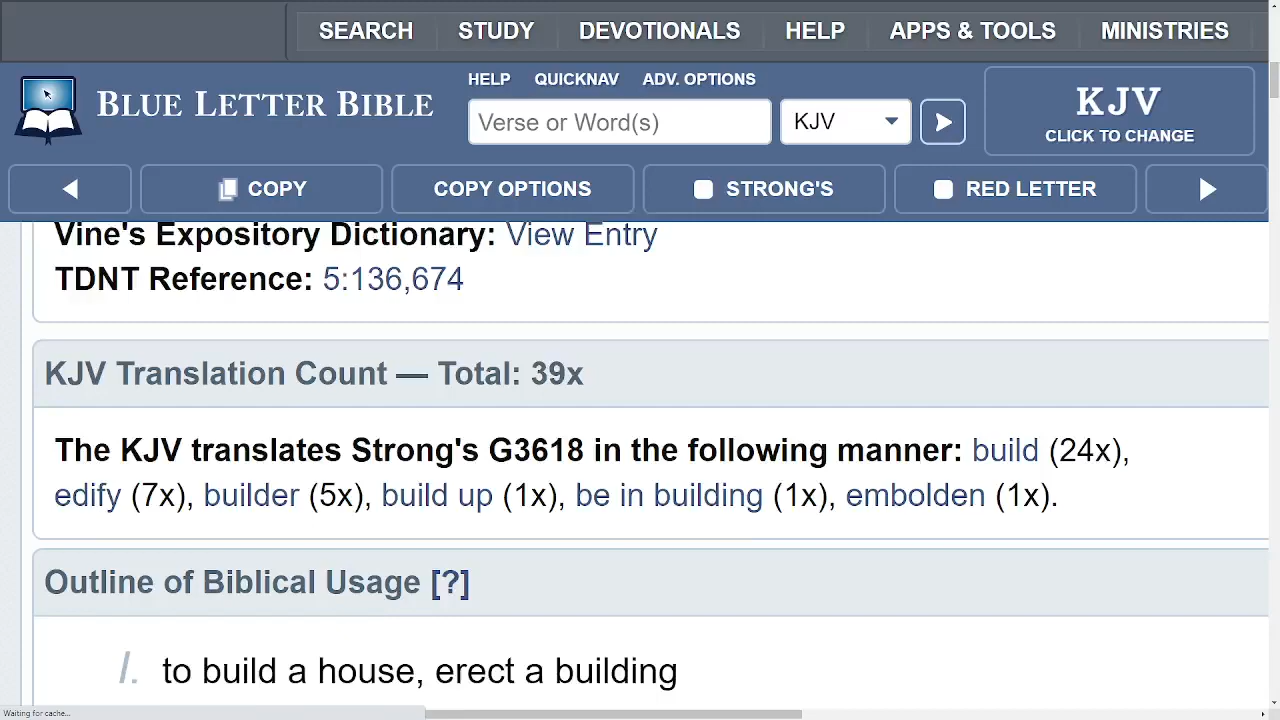 SEARCH STUDY DEVOTIONALS HELP APPS & TOOLS MINISTRIES
HELP QUICKNAV ADV. OPTIONS
BLUE LETTER BIBLE
Verse or Word(s) KJV
KJV
CLICK TO CHANGE
COPY COPY OPTIONS STRONG'S RED LETTER
Vine's Expository Dictionary: View Entry
TDNT Reference: 5:136,674
KJV Translation Count — Total: 39x
The KJV translates Strong's G3618 in the following manner: build (24x),
edify (7x), builder (5x), build up (1x), be in building (1x), embolden (1x).
Outline of Biblical Usage [?]
I. to build a house, erect a building
Waiting for cache...